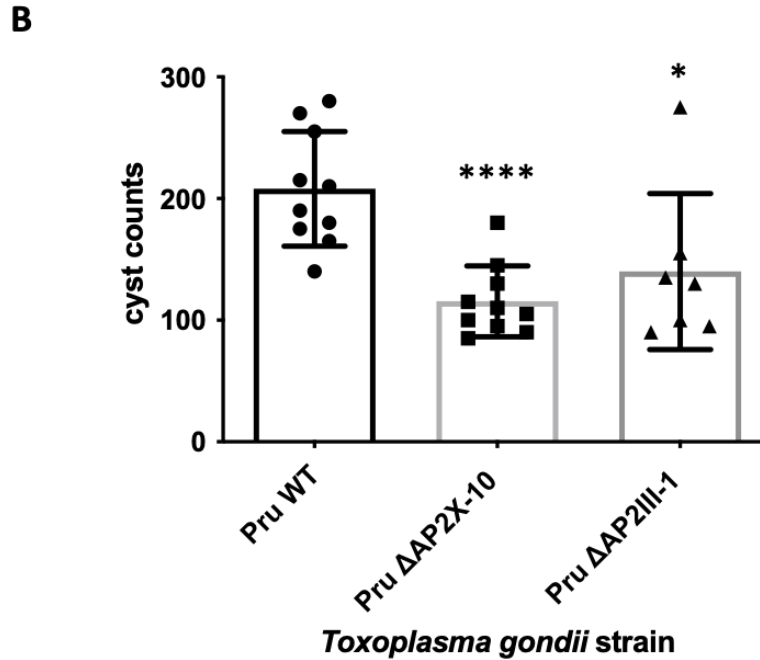 B
300
200
100
0
cyst counts
****
*
Pru WT
Pru ΔAP2X-10
Pru ΔAP2III-1
Toxoplasma gondii strain